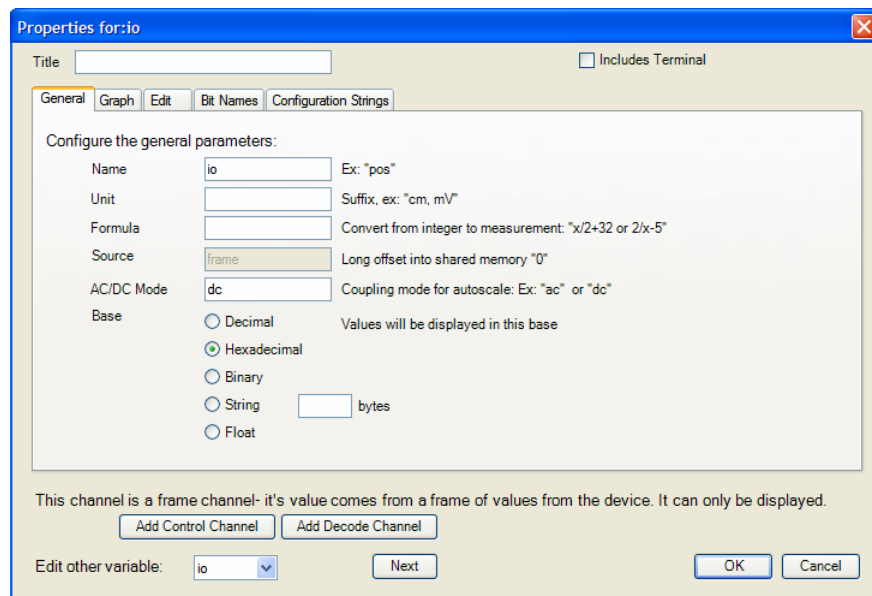 Properties for:io
Title
Includes Terminal
General Graph Edit Bit Names Configuration Strings
Configure the general parameters:
Name io Ex: "pos"
Unit Suffix, ex: "cm, mV"
Formula Convert from integer to measurement: "x/2+32 or 2/x-5"
Source frame Long offset into shared memory "0"
AC/DC Mode dc Coupling mode for autoscale: Ex: "ac" or "dc"
Base Decimal Values will be displayed in this base
Hexadecimal
Binary
String bytes
Float
This channel is a frame channel- it's value comes from a frame of values from the device. It can only be displayed.
Add Control Channel Add Decode Channel
Edit other variable: io Next OK Cancel